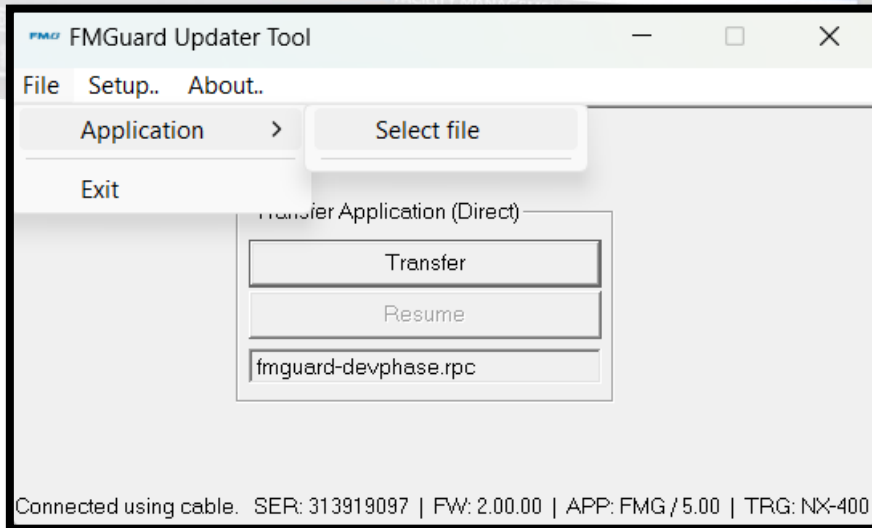 FMG FMGuard Updater Tool
File Setup.. About..
Application > Select file
Exit
Transfer Application (Direct)
Transfer
Resume
fmguard-devphase.rpc
Connected using cable. SER: 313919097 | FW: 2.00.00 | APP: FMG / 5.00 | TRG: NX-400